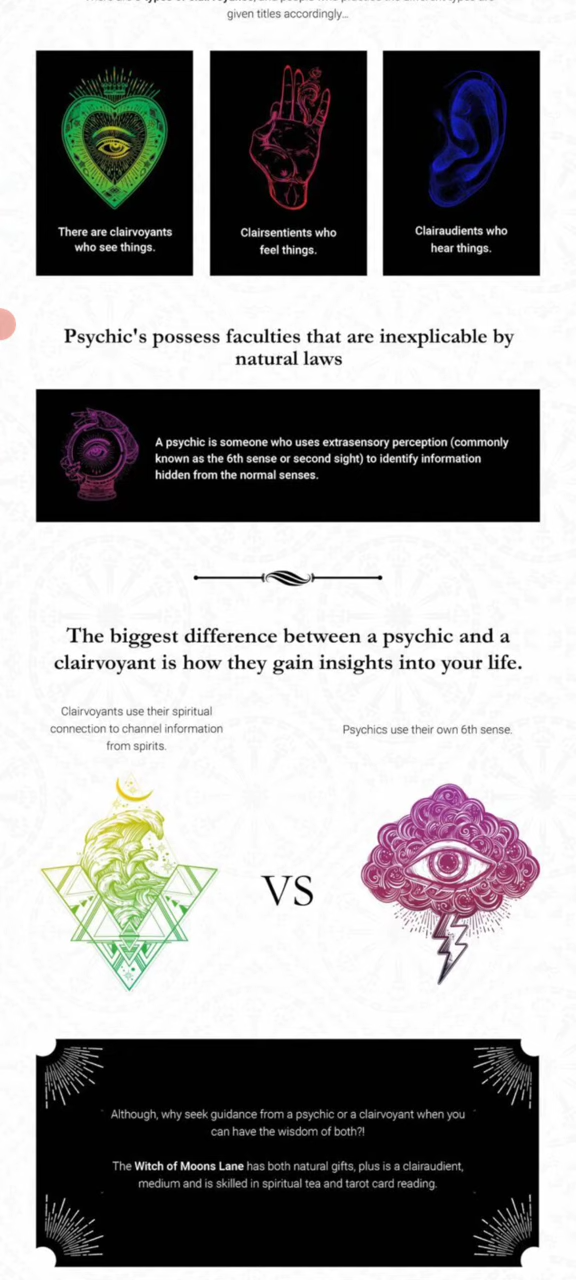 given titles accordingly...
There are clairvoyants
who see things.
Clairsentients who
feel things.
Clairaudients who
hear things.
Psychic's possess faculties that are inexplicable by
natural laws
A psychic is someone who uses extrasensory perception (commonly
known as the 6th sense or second sight) to identify information
hidden from the normal senses.
The biggest difference between a psychic and a
clairvoyant is how they gain insights into your life.
Clairvoyants use their spiritual
connection to channel information
from spirits.
Psychics use their own 6th sense.
VS
Although, why seek guidance from a psychic or a clairvoyant when you
can have the wisdom of both?!
The Witch of Moons Lane has both natural gifts, plus is a clairaudient,
medium and is skilled in spiritual tea and tarot card reading.